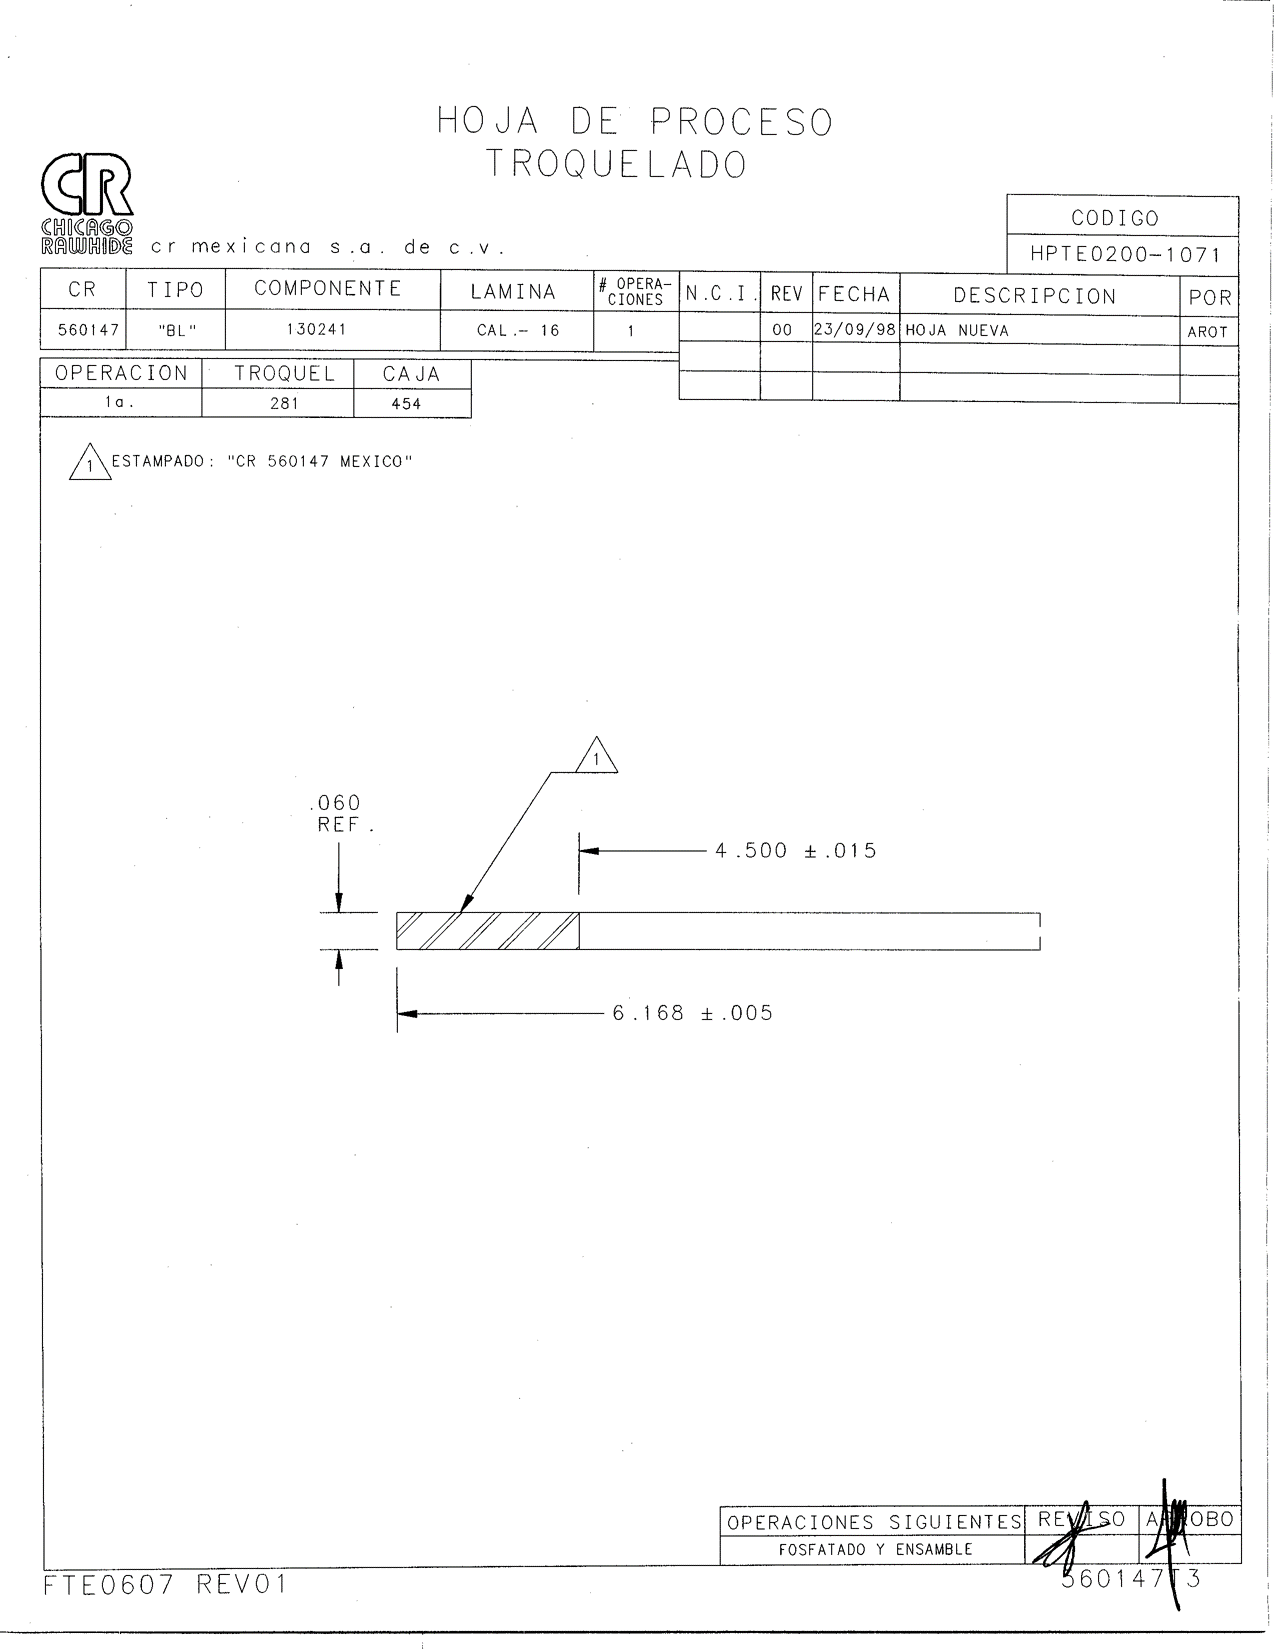 HOJA DE PROCESO
TROQUELADO
CR
CHICAGO
RAWHIDE
cr mexicana s.a. de c.v.
CODIGO
HPTE0200-1071
CR TIPO COMPONENTE LAMINA # OPERA-CIONES N.C.I. REV FECHA DESCRIPCION POR
560147 "BL" 130241 CAL.- 16 1 00 23/09/98 HOJA NUEVA AROT
OPERACION TROQUEL CAJA
1a. 281 454
1 ESTAMPADO: "CR 560147 MEXICO"
1
.060
REF.
4.500 ±.015
6.168 ±.005
OPERACIONES SIGUIENTES REVISO APROBO
FOSFATADO Y ENSAMBLE
FTE0607 REV01
560147T3